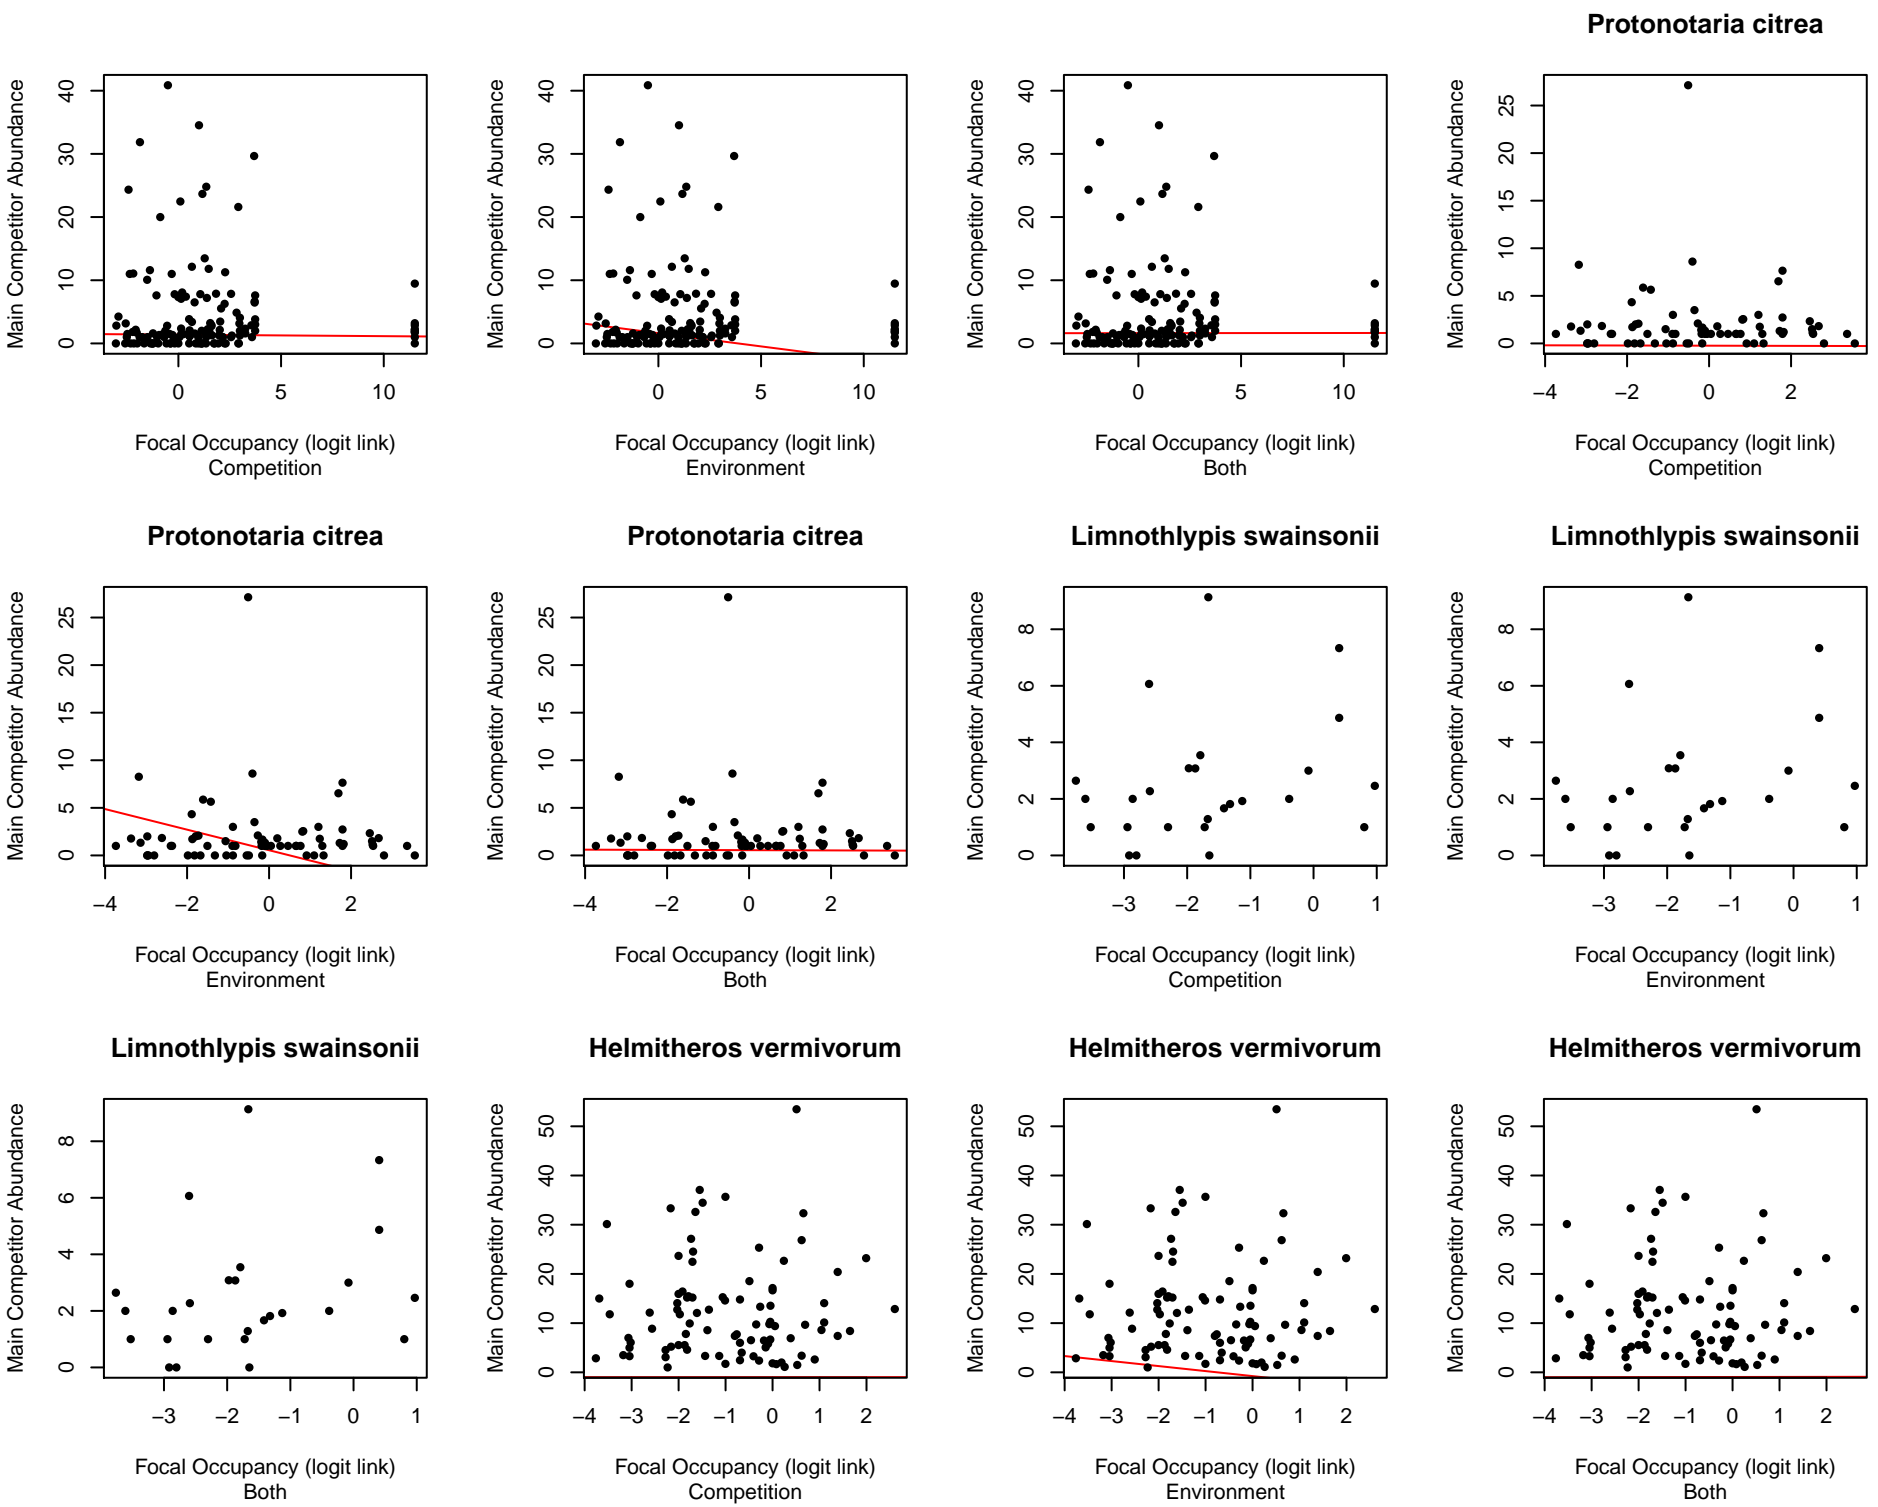 Protonotaria citrea
Main Competitor Abundance
0 10 20 30 40
0 5 10
Focal Occupancy (logit link)
Competition
Main Competitor Abundance
0 10 20 30 40
0 5 10
Focal Occupancy (logit link)
Environment
Main Competitor Abundance
0 10 20 30 40
0 5 10
Focal Occupancy (logit link)
Both
Main Competitor Abundance
0 5 10 15 20 25
−4 −2 0 2
Focal Occupancy (logit link)
Competition
Protonotaria citrea
Main Competitor Abundance
0 5 10 15 20 25
−4 −2 0 2
Focal Occupancy (logit link)
Environment
Protonotaria citrea
Main Competitor Abundance
0 5 10 15 20 25
−4 −2 0 2
Focal Occupancy (logit link)
Both
Limnothlypis swainsonii
Main Competitor Abundance
0 2 4 6 8
−3 −2 −1 0 1
Focal Occupancy (logit link)
Competition
Limnothlypis swainsonii
Main Competitor Abundance
0 2 4 6 8
−3 −2 −1 0 1
Focal Occupancy (logit link)
Environment
Limnothlypis swainsonii
Main Competitor Abundance
0 2 4 6 8
−3 −2 −1 0 1
Focal Occupancy (logit link)
Both
Helmitheros vermivorum
Main Competitor Abundance
0 10 20 30 40 50
−4 −3 −2 −1 0 1 2
Focal Occupancy (logit link)
Competition
Helmitheros vermivorum
Main Competitor Abundance
0 10 20 30 40 50
−4 −3 −2 −1 0 1 2
Focal Occupancy (logit link)
Environment
Helmitheros vermivorum
Main Competitor Abundance
0 10 20 30 40 50
−4 −3 −2 −1 0 1 2
Focal Occupancy (logit link)
Both